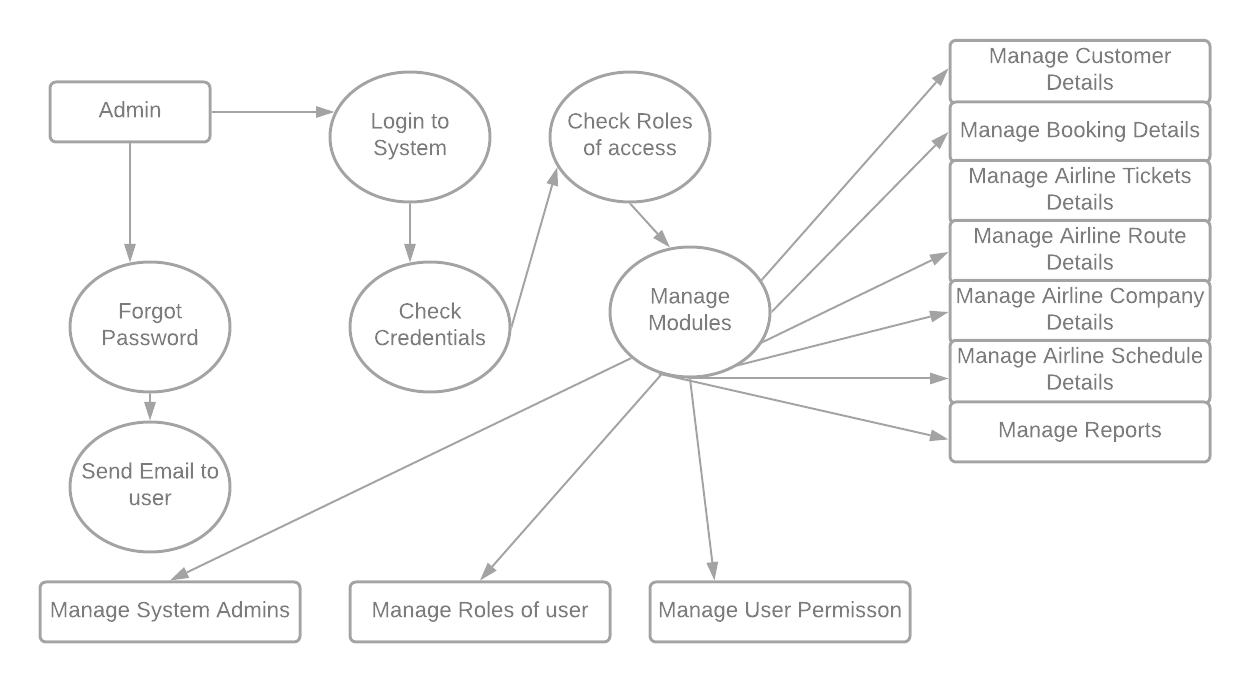 Admin
Login to
System
Check Roles
of access
Forgot
Password
Check
Credentials
Manage
Modules
Send Email to
user
Manage Customer
Details
Manage Booking Details
Manage Airline Tickets
Details
Manage Airline Route
Details
Manage Airline Company
Details
Manage Airline Schedule
Details
Manage Reports
Manage System Admins
Manage Roles of user
Manage User Permisson